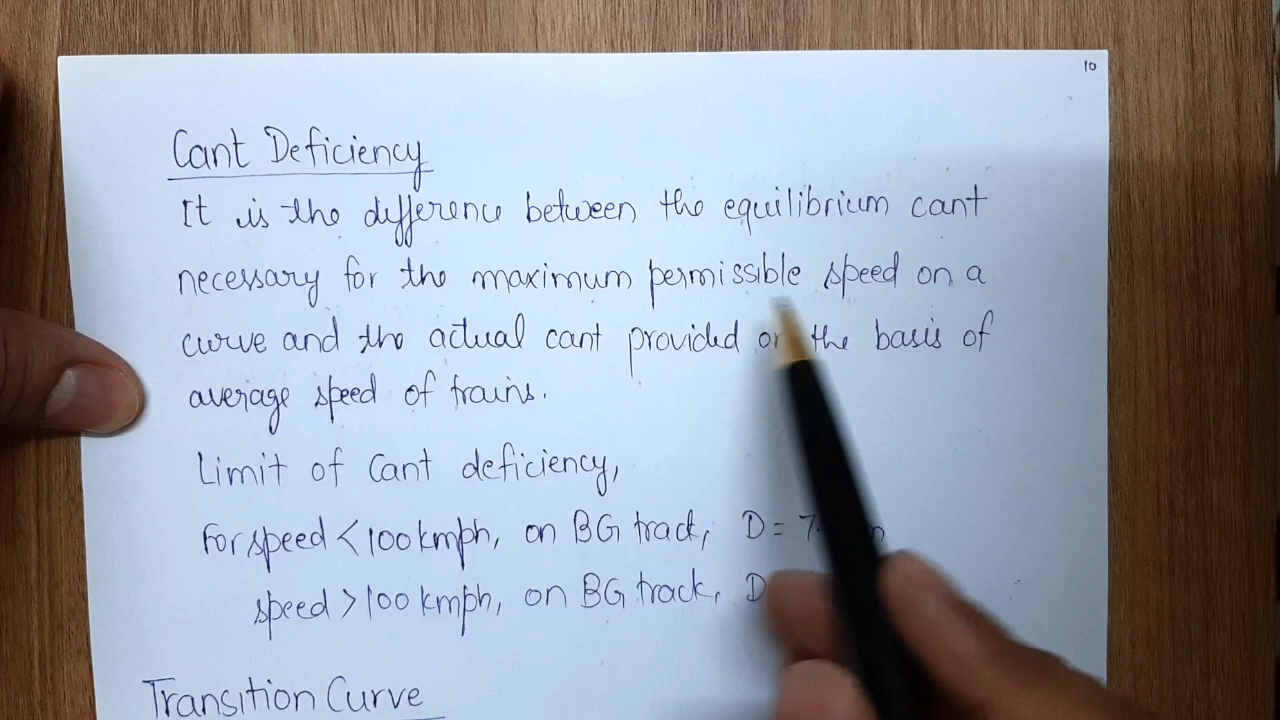 10
Cant Deficiency
It is the difference between the equilibrium cant
necessary for the maximum permissible speed on a
curve and the actual cant provided on the basis of
average speed of trains.
Limit of Cant deficiency,
For speed < 100 kmph, on BG track, D = 7.
speed > 100 kmph, on BG track, D
Transition Curve